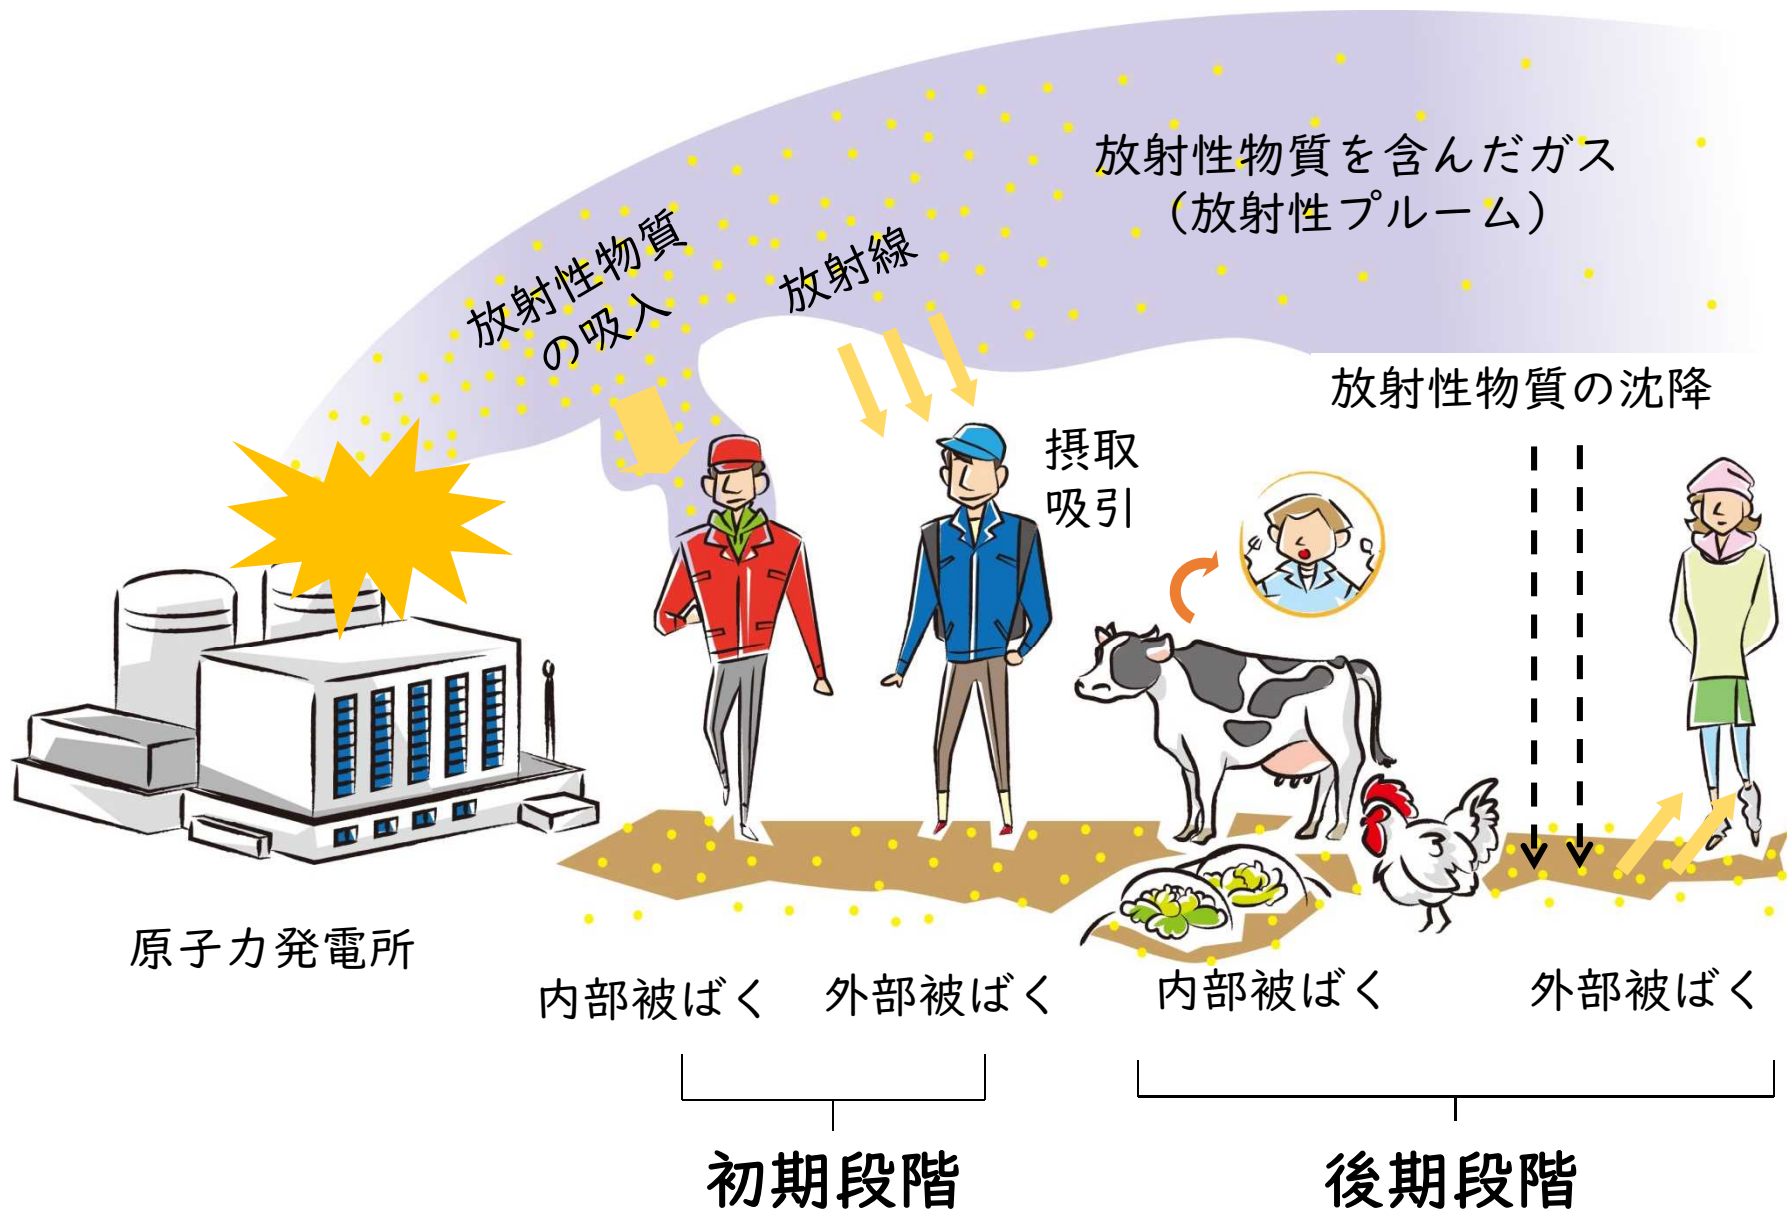 放射性物質を含んだガス
（放射性プルーム）
放射性物質
の吸入
放射線
放射性物質の沈降
摂取
吸引
原子力発電所
内部被ばく
外部被ばく
内部被ばく
外部被ばく
初期段階
後期段階